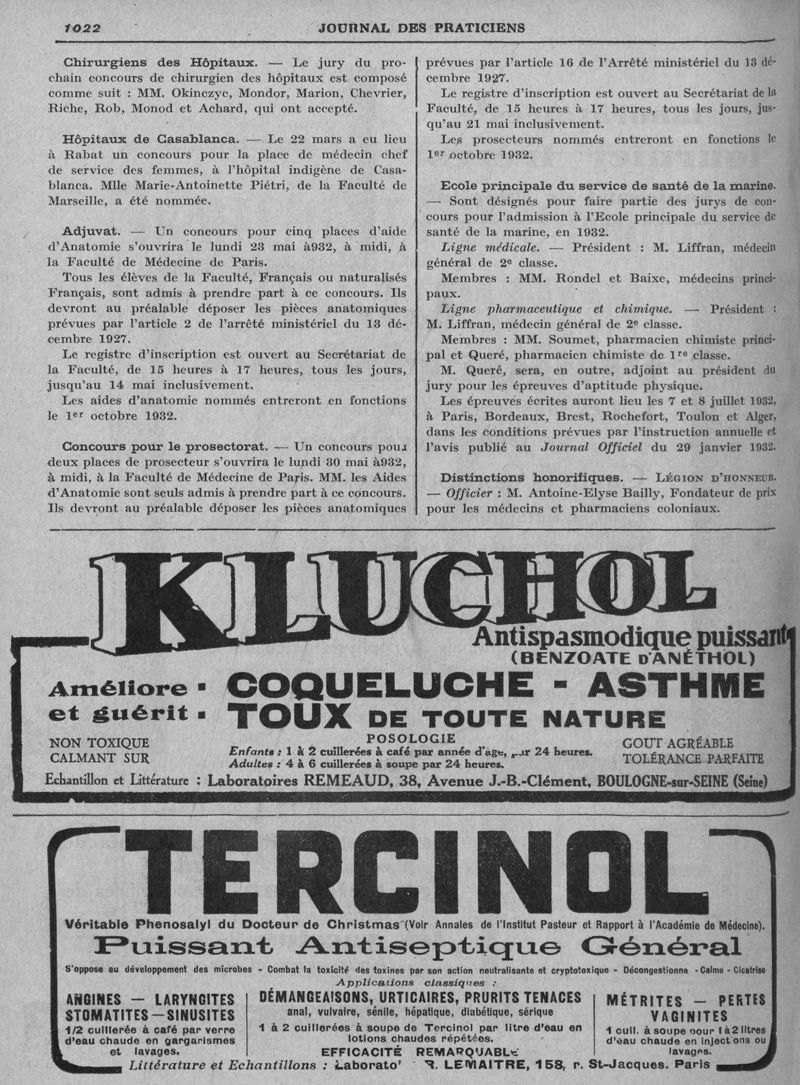 1022
JOURNAL DES PRATICIENS
Chirurgiens des Hôpitaux. — Le jury du pro-
chain concours de chirurgien des hôpitaux est composé
comme suit : MM. Okinczyc, Mondor, Marion, Chevrier,
Riche, Rob, Monod et Achard, qui ont accepté.
Hôpitaux de Casablanca. — Le 22 mars a eu lieu
à Rabat un concours pour la place de médecin chef
de service des femmes, à l'hôpital indigène de Casa-
blanca. Mlle Marie-Antoinette Piétri, de la Faculté de
Marseille, a été nommée.
Adjuvat. — Un concours pour cinq places d'aide
d'Anatomie s'ouvrira le lundi 23 mai à932, à midi, à
la Faculté de Médecine de Paris.
Tous les élèves de la Faculté, Français ou naturalisés
Français, sont admis à prendre part à ce concours. Ils
devront au préalable déposer les pièces anatomiques
prévues par l'article 2 de l'arrêté ministériel du 13 dé-
cembre 1927.
Le registre d'inscription est ouvert au Secrétariat de
la Faculté, de 15 heures à 17 heures, tous les jours,
jusqu'au 14 mai inclusivement.
Les aides d'anatomie nommés entreront en fonctions
le 1er octobre 1932.
Concours pour le prosectorat. — Un concours pour
deux places de prosecteur s'ouvrira le lundi 30 mai à932,
à midi, à la Faculté de Médecine de Paris. MM. les Aides
d'Anatomie sont seuls admis à prendre part à ce concours.
Ils devront au préalable déposer les pièces anatomiques
prévues par l'article 16 de l'Arrêté ministériel du 13 dé-
cembre 1927.
Le registre d'inscription est ouvert au Secrétariat de la
Faculté, de 15 heures à 17 heures, tous les jours, jus-
qu'au 21 mai inclusivement.
Les prosecteurs nommés entreront en fonctions le
1er octobre 1932.
Ecole principale du service de santé de la marine.
— Sont désignés pour faire partie des jurys de con-
cours pour l'admission à l'Ecole principale du service de
santé de la marine, en 1932.
Ligne médicale. — Président : M. Liffran, médecin
général de 2e classe.
Membres : MM. Rondel et Baixe, médecins princi-
paux.
Ligne pharmaceutique et chimique. — Président :
M. Liffran, médecin général de 2e classe.
Membres : MM. Soumet, pharmacien chimiste princi-
pal et Queré, pharmacien chimiste de 1re classe.
M. Queré, sera, en outre, adjoint au président du
jury pour les épreuves d'aptitude physique.
Les épreuves écrites auront lieu les 7 et 8 juillet 1932,
à Paris, Bordeaux, Brest, Rochefort, Toulon et Alger,
dans les conditions prévues par l'instruction annuelle et
l'avis publié au Journal Officiel du 29 janvier 1932.
Distinctions honorifiques. — LÉGION D'HONNEUR.
— Officier : M. Antoine-Elyse Bailly, Fondateur de prix
pour les médecins et pharmaciens coloniaux.
KLUCHOL
Antispasmodique puissant
(BENZOATE D'ANÉTHOL)
Améliore
et guérit
COQUELUCHE - ASTHME
TOUX DE TOUTE NATURE
NON TOXIQUE
CALMANT SUR
POSOLOGIE
Enfants : 1 à 2 cuillerées à café par année d'âge, par 24 heures.
Adultes : 4 à 6 cuillerées à soupe par 24 heures.
GOUT AGRÉABLE
TOLÉRANCE PARFAITE
Echantillon et Littérature : Laboratoires REMEAUD, 38, Avenue J.-B.-Clément, BOULOGNE-sur-SEINE (Seine)
TERCINOL
Véritable Phenosalyl du Docteur de Christmas (Voir Annales de l'Institut Pasteur et Rapport à l'Académie de Médecine).
Puissant Antiseptique Général
S'oppose au développement des microbes - Combat la toxicité des toxines par son action neutralisante et cryptotoxique - Décongestionne - Calme - Cicatrise
Applications classiques :
ANGINES — LARYNGITES
STOMATITES — SINUSITES
1/2 cuillerée à café par verre
d'eau chaude en gargarismes
et lavages.
DÉMANGEAISONS, URTICAIRES, PRURITS TENACES
anal, vulvaire, sénile, hépatique, diabétique, sérique
1 à 2 cuillerées à soupe de Tercinol par litre d'eau en
lotions chaudes répétées.
EFFICACITÉ REMARQUABLE
MÉTRITES — PERTES
VAGINITES
1 cuil. à soupe pour 1 à 2 litres
d'eau chaude en injections ou
lavages.
Littérature et Echantillons : Laborato' R. LEMAITRE, 158, r. St-Jacques. Paris